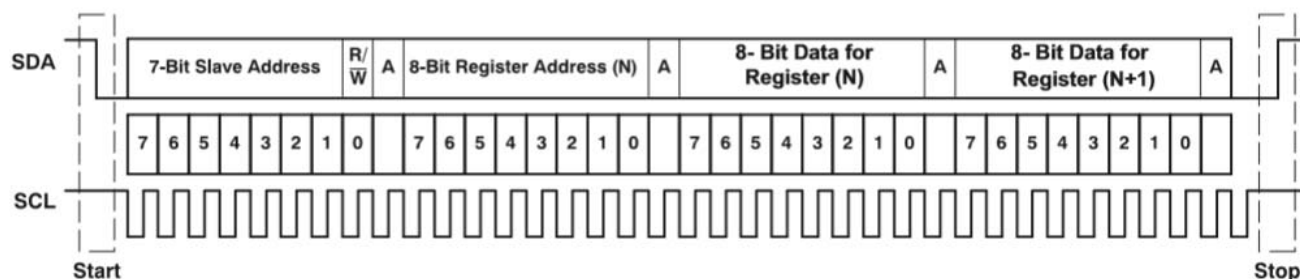 SDA
7-Bit Slave Address
R/
W
A
8-Bit Register Address (N)
A
8- Bit Data for
Register (N)
A
8- Bit Data for
Register (N+1)
A
7 6 5 4 3 2 1 0 7 6 5 4 3 2 1 0 7 6 5 4 3 2 1 0 7 6 5 4 3 2 1 0
SCL
Start
Stop